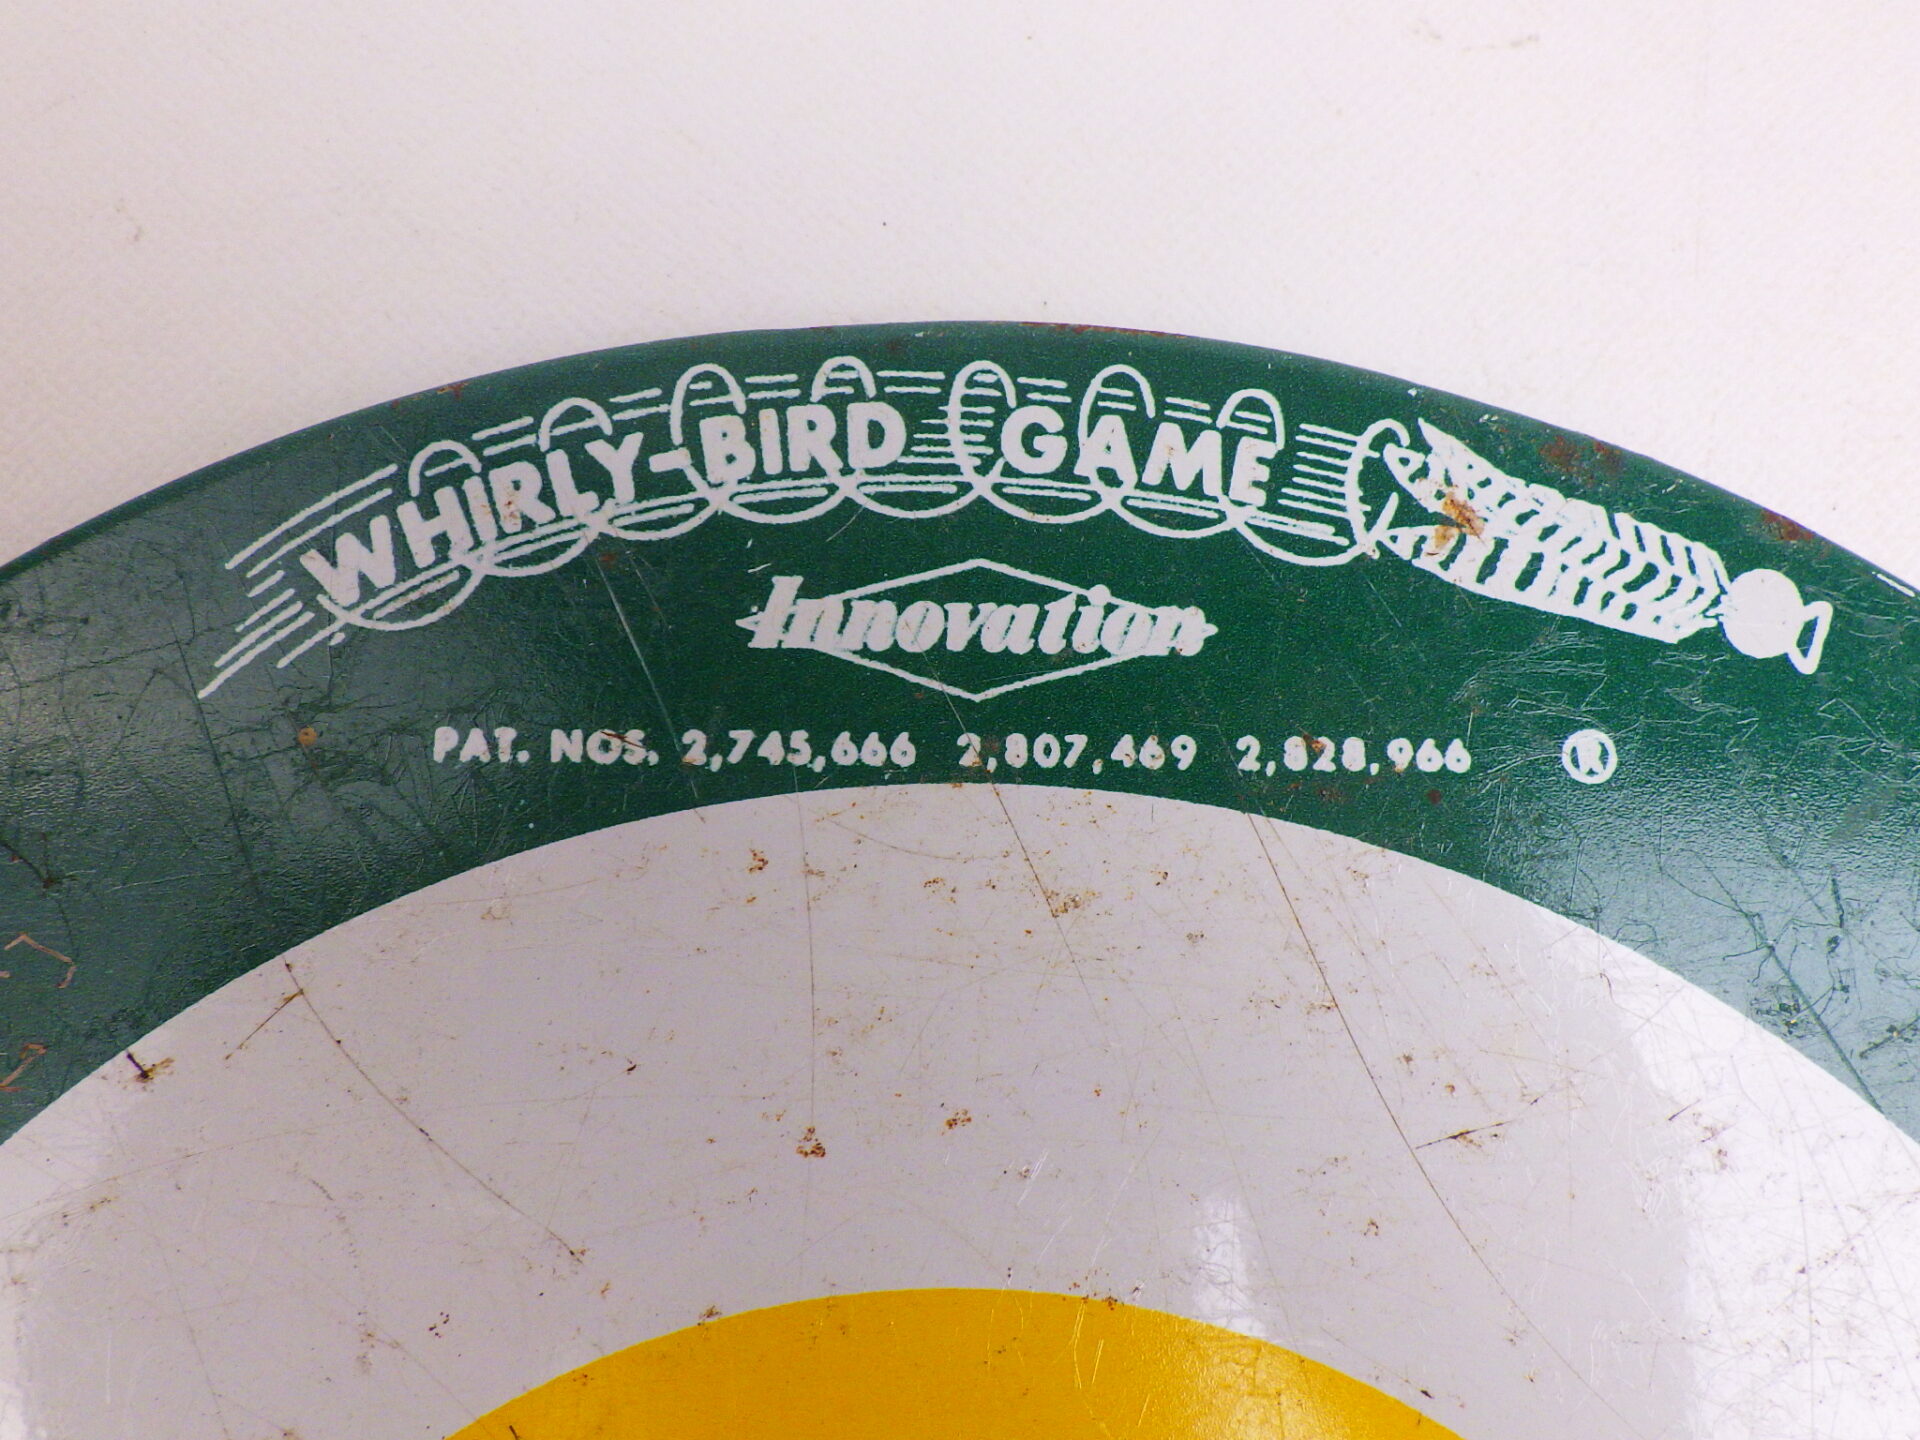 WHIRLY-BIRD GAME
Innovation
PAT. NOS. 2,745,666 2,807,469 2,828,966 ®